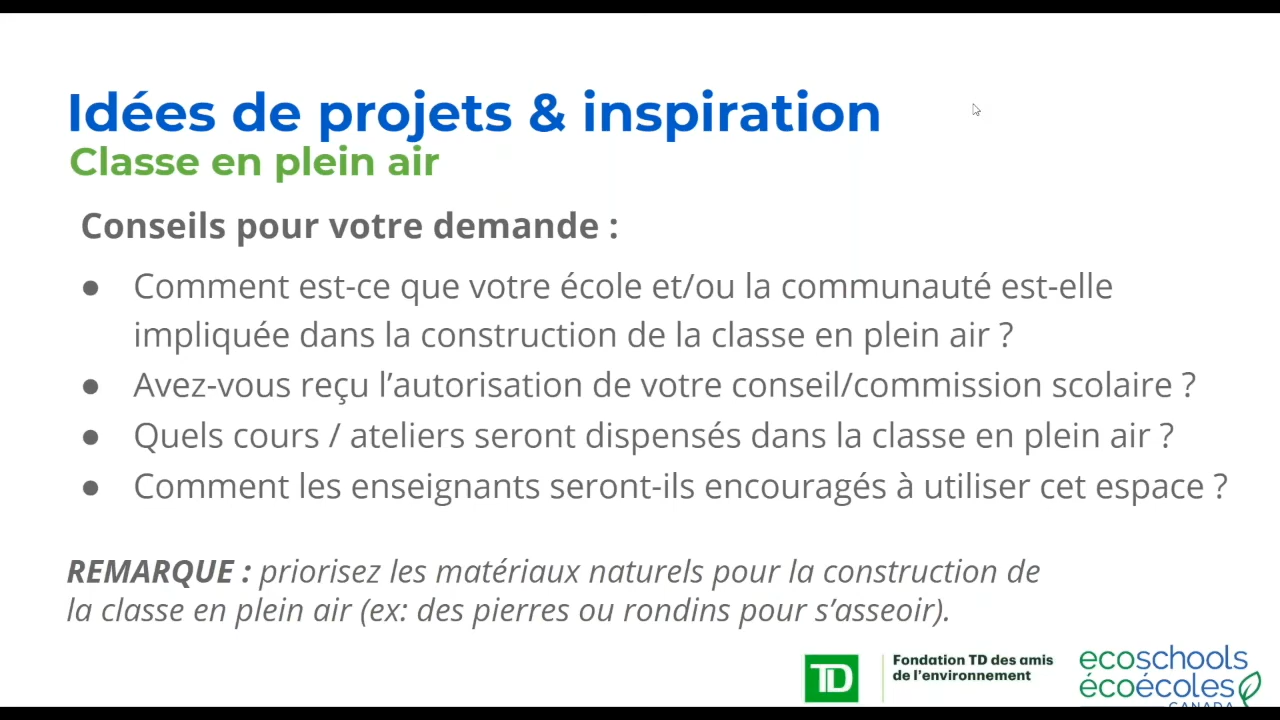 Idées de projets & inspiration
Classe en plein air
Conseils pour votre demande :
● Comment est-ce que votre école et/ou la communauté est-elle
impliquée dans la construction de la classe en plein air ?
● Avez-vous reçu l’autorisation de votre conseil/commission scolaire ?
● Quels cours / ateliers seront dispensés dans la classe en plein air ?
● Comment les enseignants seront-ils encouragés à utiliser cet espace ?
REMARQUE : priorisez les matériaux naturels pour la construction de
la classe en plein air (ex: des pierres ou rondins pour s’asseoir).
TD
Fondation TD des amis
de l’environnement
ecoschools
écoécoles
CANADA